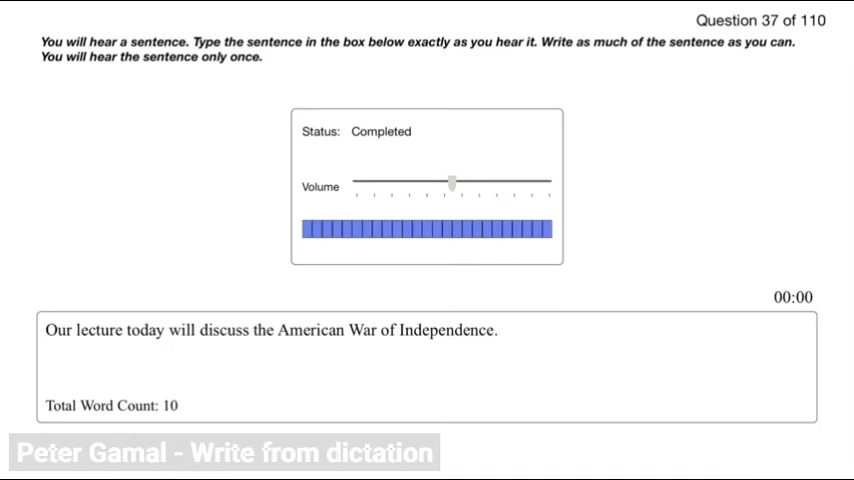 Question 37 of 110
You will hear a sentence. Type the sentence in the box below exactly as you hear it. Write as much of the sentence as you can.
You will hear the sentence only once.
Status: Completed
Volume
00:00
Our lecture today will discuss the American War of Independence.
Total Word Count: 10
Peter Gamal - Write from dictation